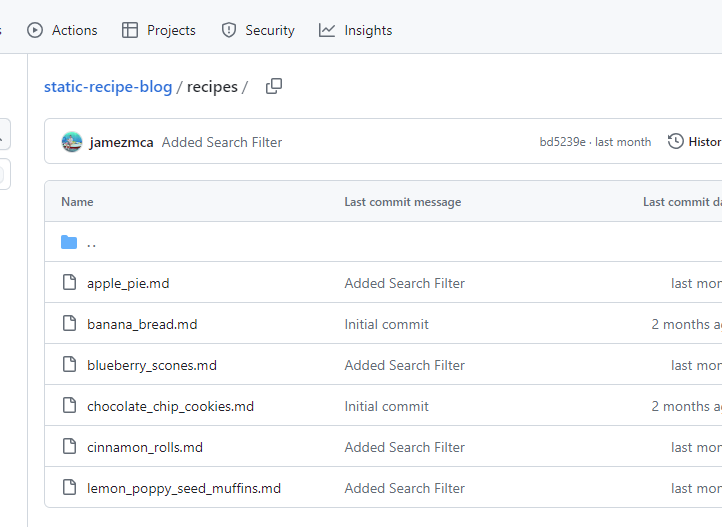 Actions Projects Security Insights
static-recipe-blog / recipes /
jamezmca Added Search Filter bd5239e · last month Histor
Name Last commit message Last commit da
..
apple_pie.md Added Search Filter last mon
banana_bread.md Initial commit 2 months a
blueberry_scones.md Added Search Filter last mon
chocolate_chip_cookies.md Initial commit 2 months a
cinnamon_rolls.md Added Search Filter last mon
lemon_poppy_seed_muffins.md Added Search Filter last mon